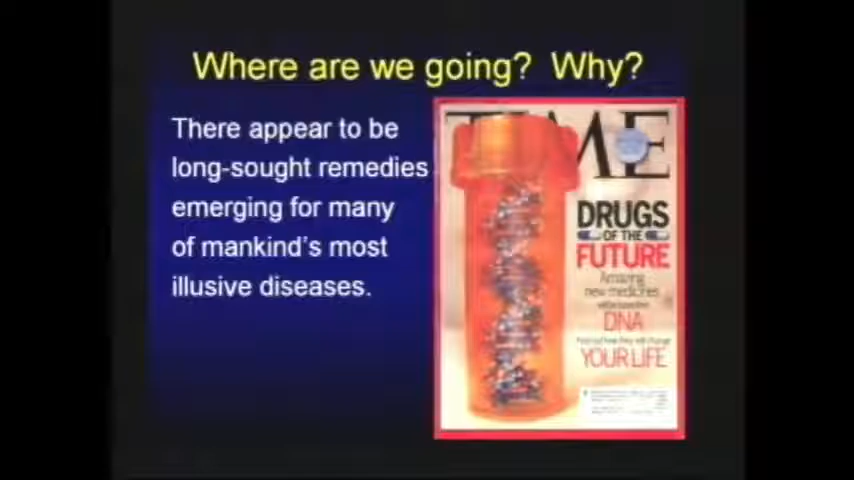 Where are we going? Why?
There appear to be
long-sought remedies
emerging for many
of mankind's most
illusive diseases.
TIME
DRUGS
OF THE
FUTURE
Amazing
new medicines
DNA
YOUR LIFE